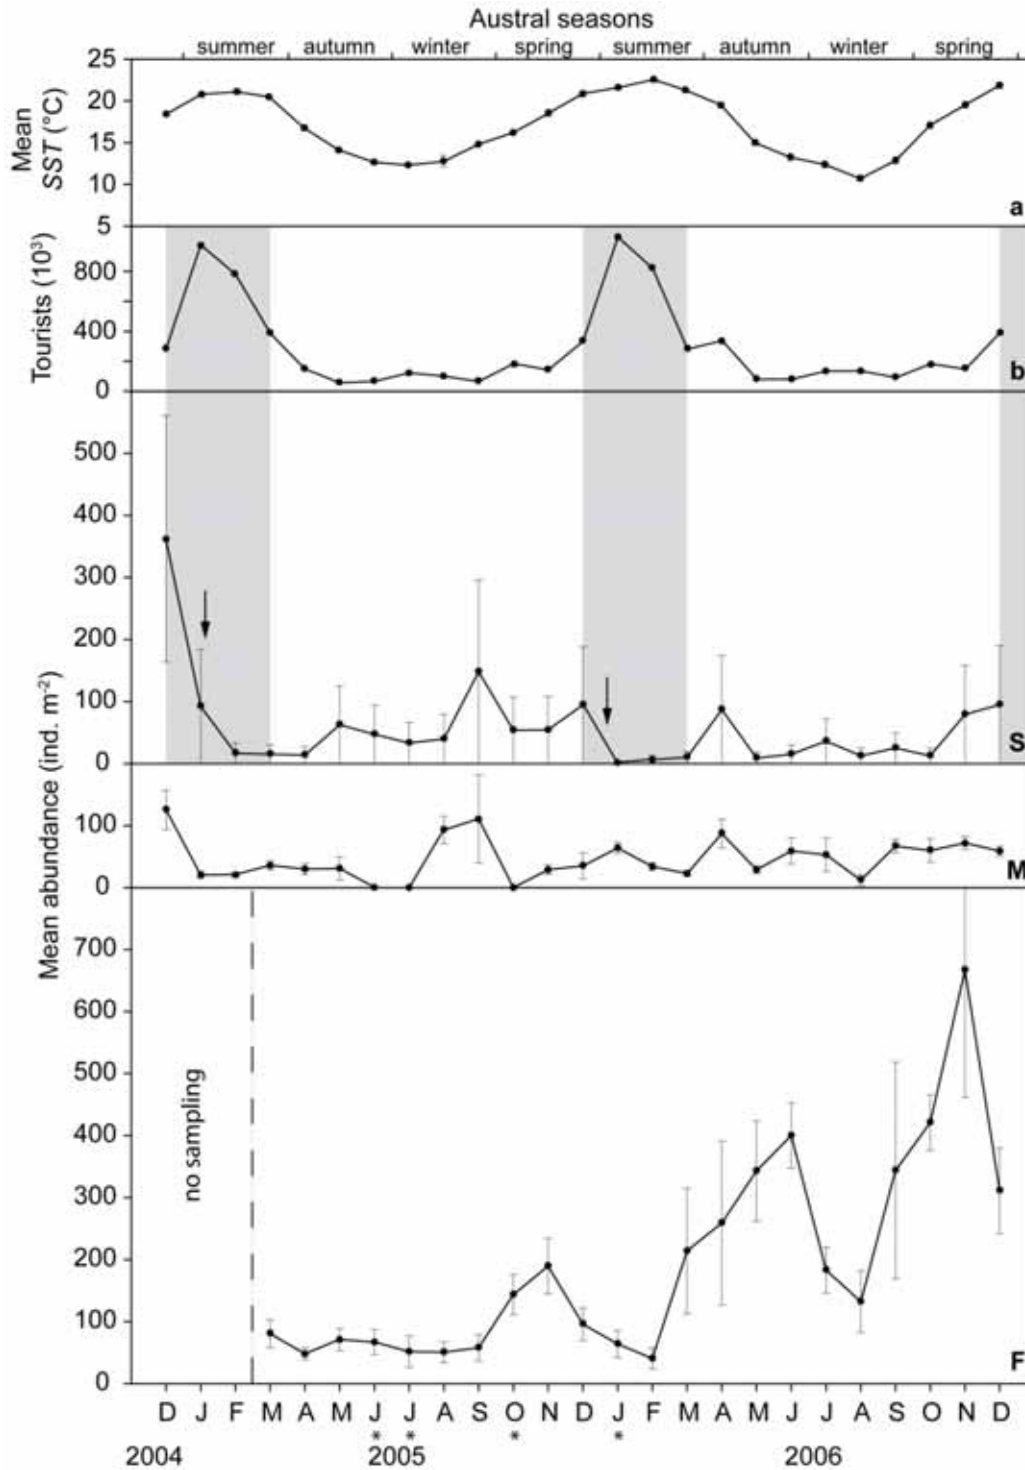 Austral seasons
summer autumn winter spring summer autumn winter spring
Mean
SST (°C)
25
20
15
10
5
a
Tourists (10³)
800
400
0
b
Mean abundance (ind. m⁻²)
500
400
300
200
100
0
S
100
0
M
700
600
500
400
300
200
100
0
F
no sampling
D J F M A M J J A S O N D J F M A M J J A S O N D
* * * *
2004 2005 2006